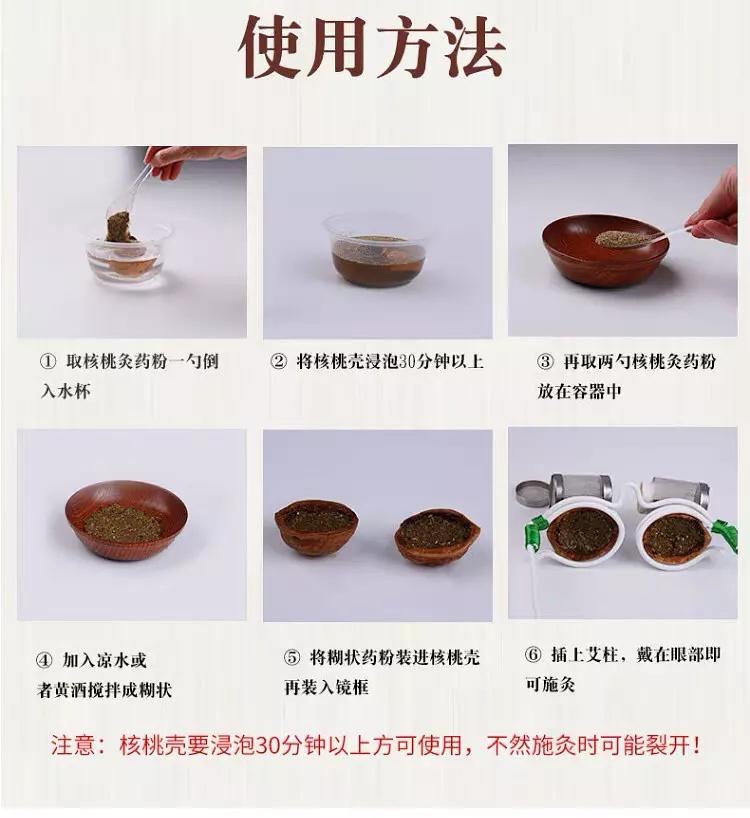 使用方法
① 取核桃灸药粉一勺倒
入水杯
② 将核桃壳浸泡30分钟以上
③ 再取两勺核桃灸药粉
放在容器中
④ 加入凉水或
者黄酒搅拌成糊状
⑤ 将糊状药粉装进核桃壳
再装入镜框
⑥ 插上艾柱，戴在眼部即
可施灸
注意：核桃壳要浸泡30分钟以上方可使用，不然施灸时可能裂开！